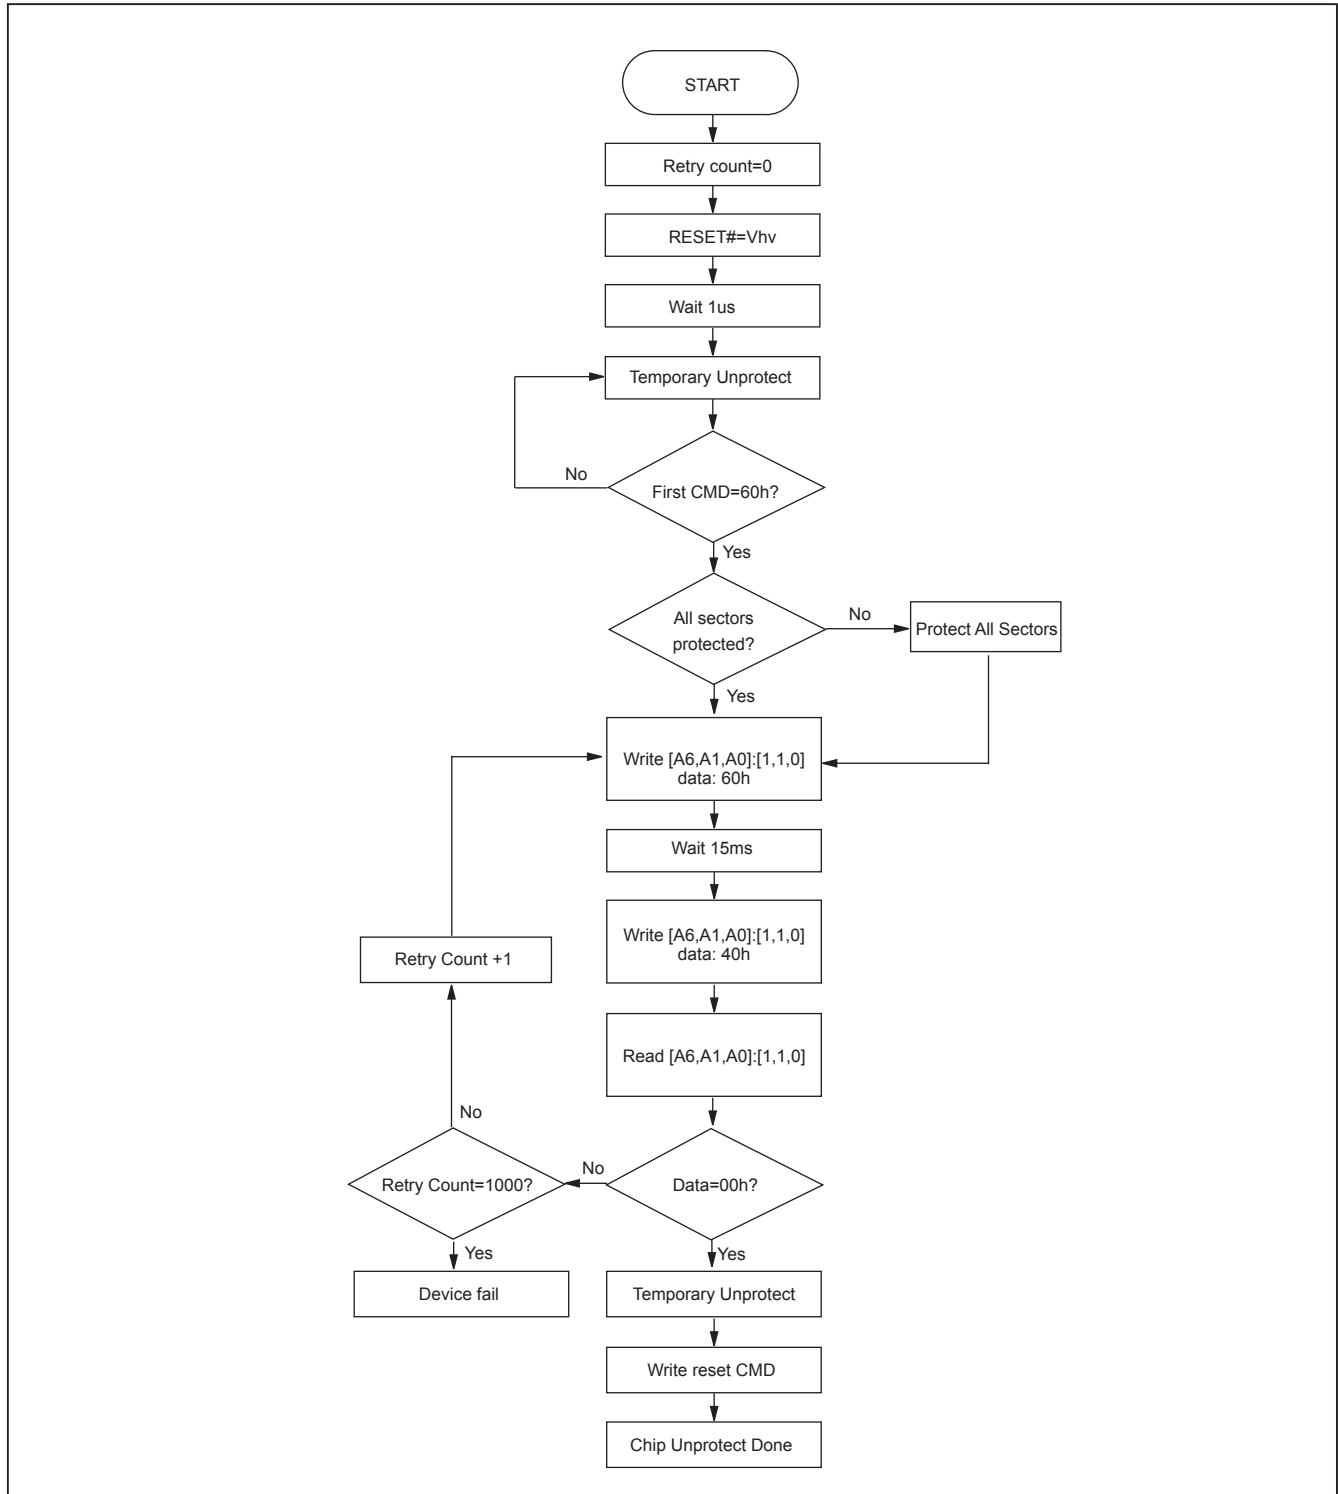 START
Retry count=0
RESET#=Vhv
Wait 1us
Temporary Unprotect
No
First CMD=60h?
Yes
All sectors
protected?
No
Protect All Sectors
Yes
Write [A6,A1,A0]:[1,1,0]
data: 60h
Wait 15ms
Write [A6,A1,A0]:[1,1,0]
data: 40h
Retry Count +1
Read [A6,A1,A0]:[1,1,0]
No
Retry Count=1000?
No
Data=00h?
Yes
Yes
Device fail
Temporary Unprotect
Write reset CMD
Chip Unprotect Done